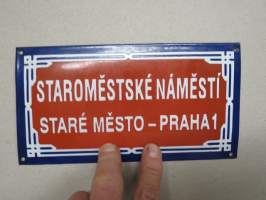 STAROMĚSTSKÉ NÁMĚSTÍ
STARÉ MĚSTO – PRAHA 1